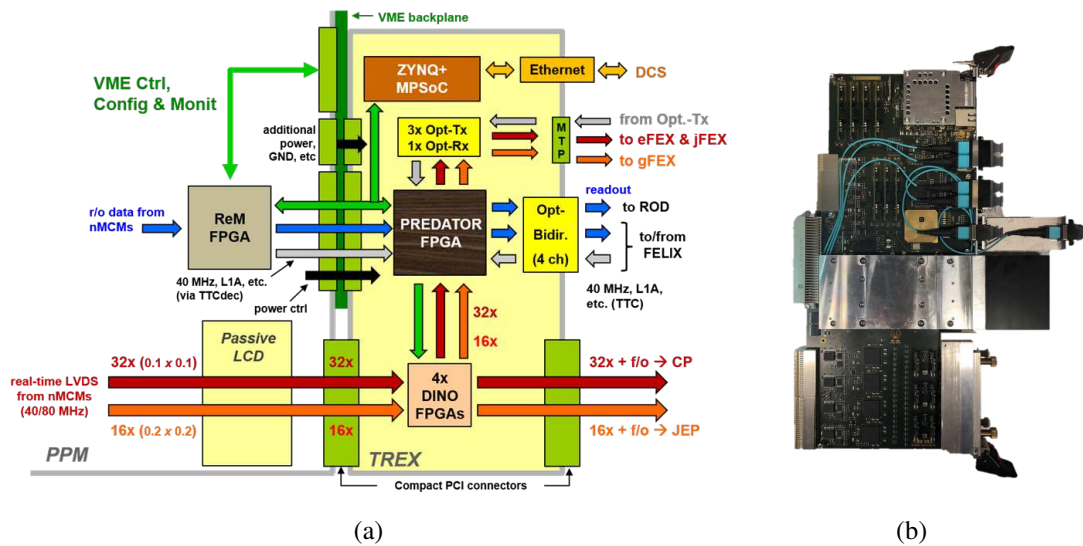 VME backplane
VME Ctrl,
Config & Monit
ZYNQ+
MPSoC
Ethernet
DCS
additional
power,
GND, etc
3x Opt-Tx
1x Opt-Rx
M
T
P
from Opt.-Tx
to eFEX & jFEX
to gFEX
r/o data from
nMCMs
ReM
FPGA
PREDATOR
FPGA
Opt-
Bidir.
(4 ch)
readout
to ROD
to/from
FELIX
40 MHz, L1A, etc.
(via TTCdec)
power ctrl
40 MHz, L1A,
etc. (TTC)
32x
16x
Passive
LCD
32x (0.1 x 0.1)
32x
32x + f/o → CP
real-time LVDS
from nMCMs
(40/80 MHz)
4x
DINO
FPGAs
16x (0.2 x 0.2)
16x
16x + f/o → JEP
PPM
TREX
Compact PCI connectors
(a)
(b)